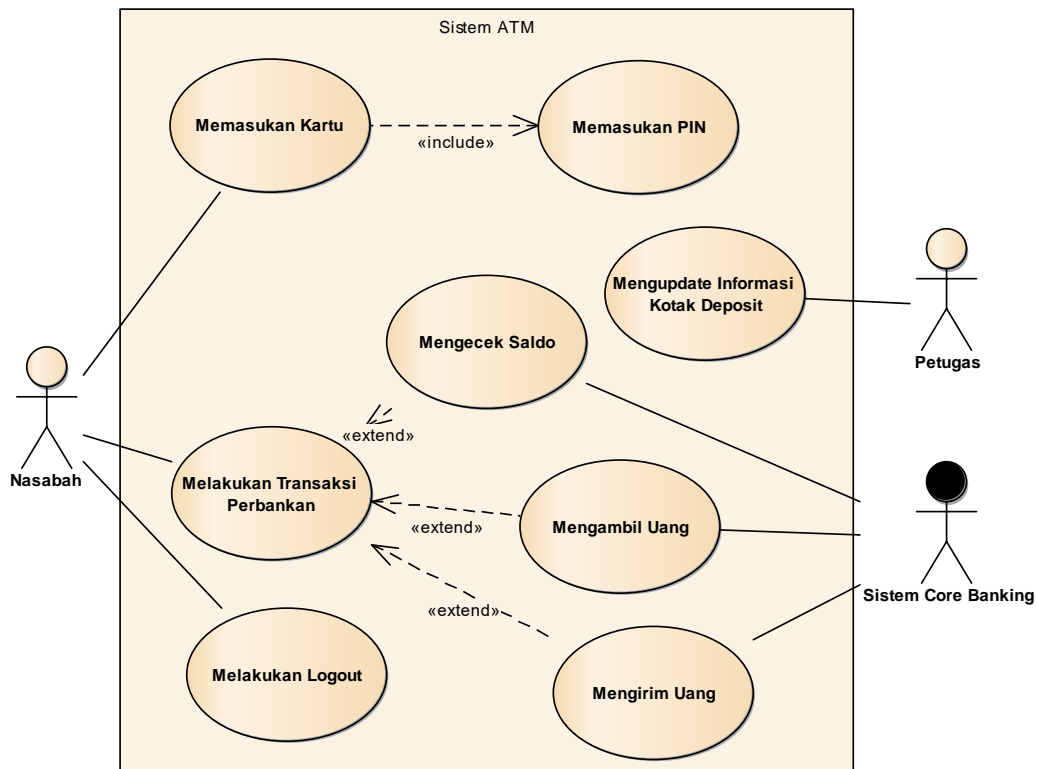 Sistem ATM
Memasukan Kartu
«include»
Memasukan PIN
Mengupdate Informasi
Kotak Deposit
Petugas
Mengecek Saldo
«extend»
Nasabah
Melakukan Transaksi
Perbankan
«extend»
Mengambil Uang
Sistem Core Banking
«extend»
Melakukan Logout
Mengirim Uang